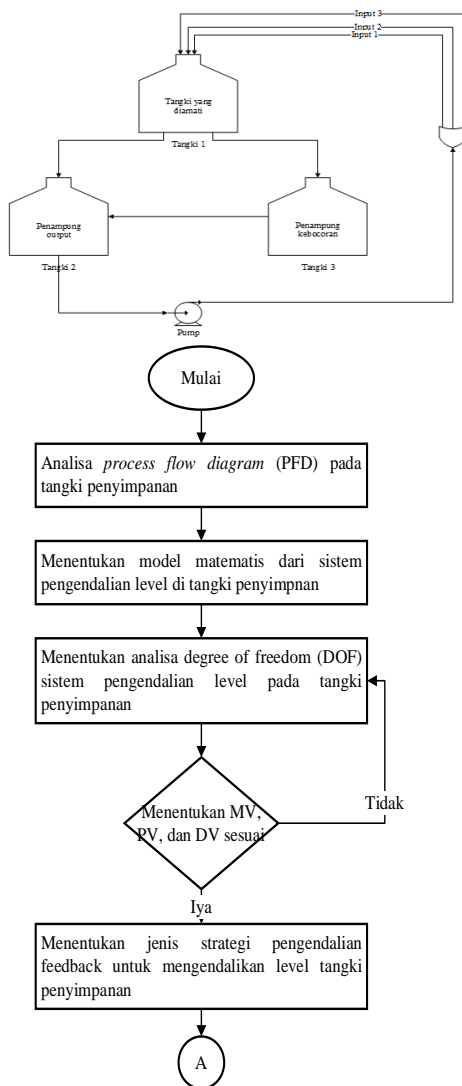 Input 3
Input 2
Input 1
Tangki yang
diamati
Tangki 1
Penampung
output
Penampung
kebocoran
Tangki 2
Tangki 3
Pump
Mulai
Analisa process flow diagram (PFD) pada
tangki penyimpanan
Menentukan model matematis dari sistem
pengendalian level di tangki penyimpnan
Menentukan analisa degree of freedom (DOF)
sistem pengendalian level pada tangki
penyimpanan
Menentukan MV,
PV, dan DV sesuai
Tidak
Iya
Menentukan jenis strategi pengendalian
feedback untuk mengendalikan level tangki
penyimpanan
A